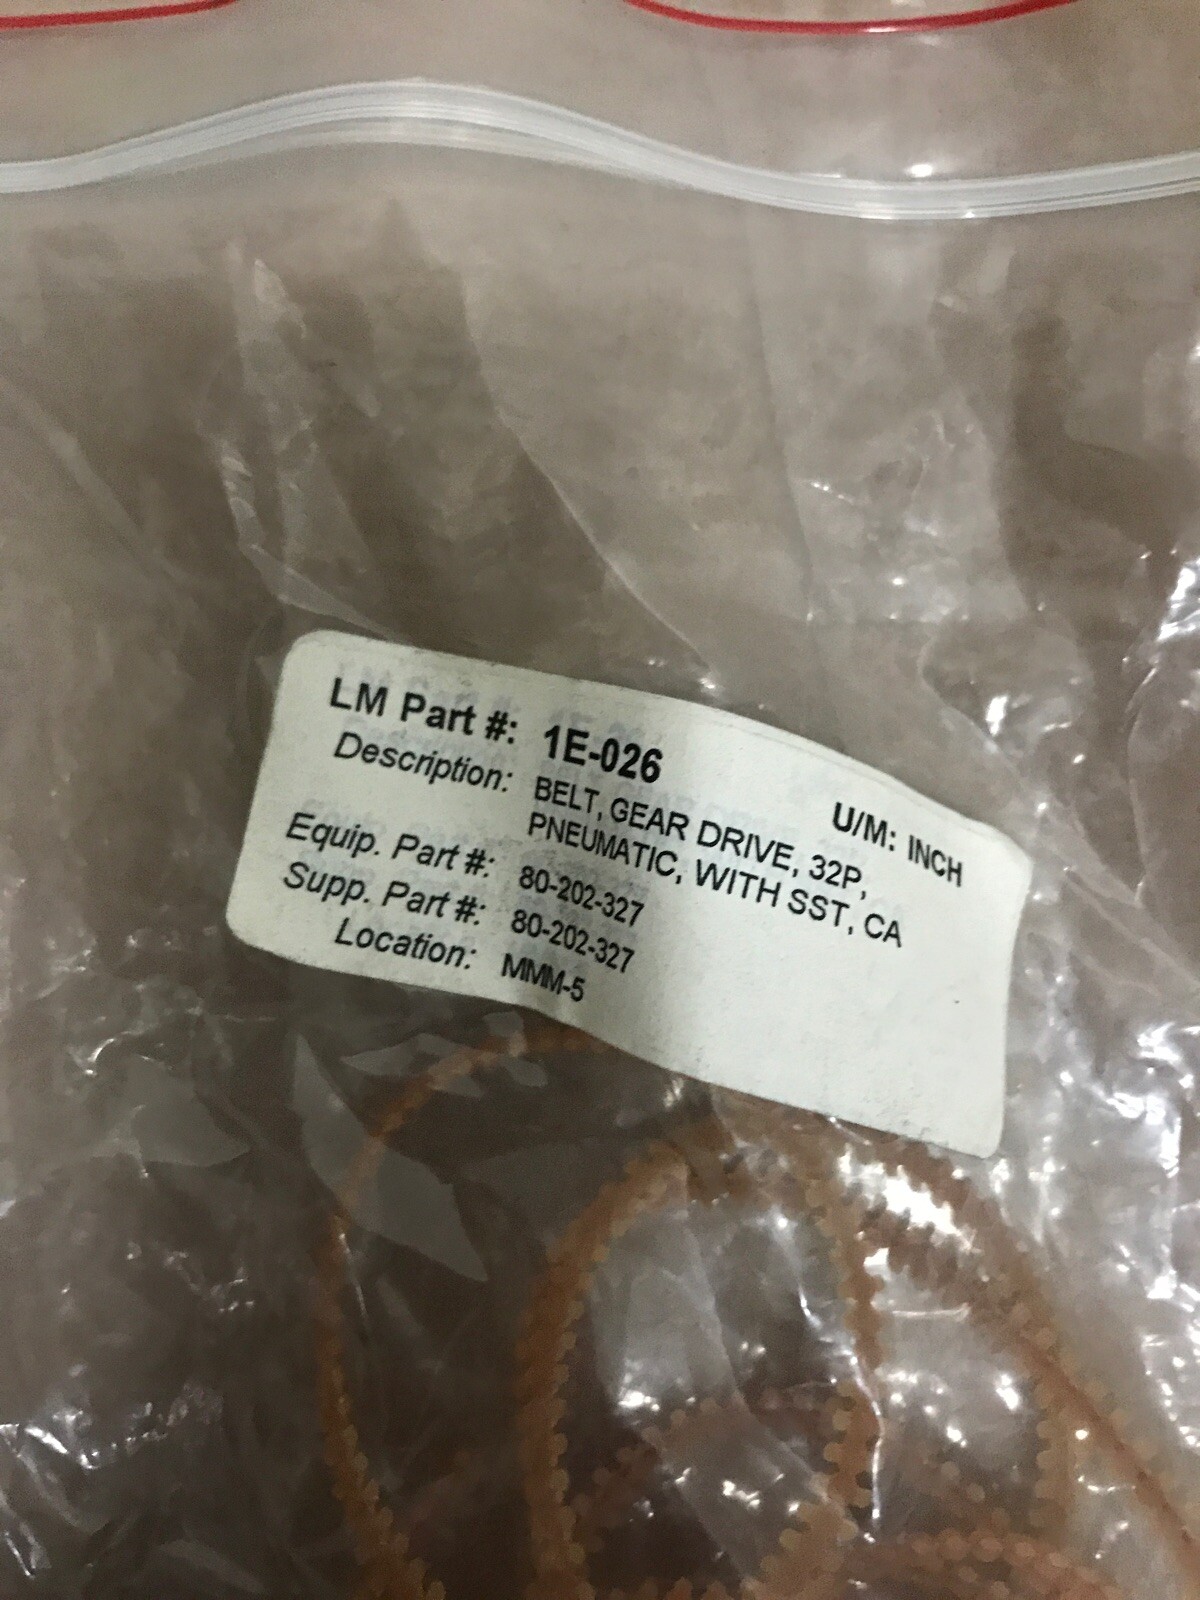 LM Part #: 1E-026 U/M: INCH
Description: BELT, GEAR DRIVE, 32P,
PNEUMATIC, WITH SST, CA
Equip. Part #: 80-202-327
Supp. Part #: 80-202-327
Location: MMM-5